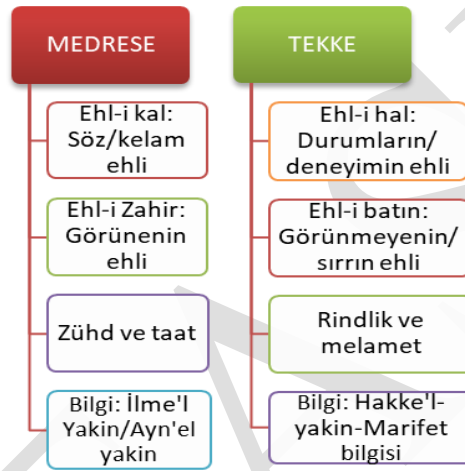 MEDRESE
Ehl-i kal:
Söz/kelam
ehli
Ehl-i Zahir:
Görünenin
ehli
Zühd ve taat
Bilgi: İlme'l
Yakin/Ayn'el
yakin
TEKKE
Ehl-i hal:
Durumların/
deneyimin ehli
Ehl-i batın:
Görünmeyenin/
sırrın ehli
Rindlik ve
melamet
Bilgi: Hakke'l-
yakin-Marifet
bilgisi